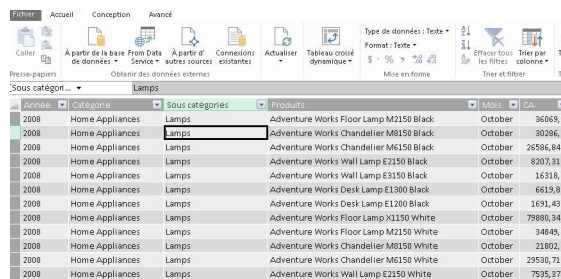 Fichier Accueil Conception Avancé
Coller
À partir de la base de données
From Data Service
À partir d' autres sources
Connexions existantes
Actualiser
Tableau croisé dynamique
Type de données : Texte
Format : Texte
$ - % ,
Effacer tous les filtres
Trier par colonne
Presse-papiers Obtenir des données externes Mise en forme Trier et filtrer
[Sous catégori... Lamps
Année Catégorie Sous catégories Produits Mois CA
2008 Home Appliances Lamps Adventure Works Floor Lamp M2150 Black October 36069,
2008 Home Appliances Lamps Adventure Works Chandelier M8150 Black October 30286,
2008 Home Appliances Lamps Adventure Works Chandelier M6150 Black October 26586,84
2008 Home Appliances Lamps Adventure Works Wall Lamp E2150 Black October 8207,31
2008 Home Appliances Lamps Adventure Works Wall Lamp E3150 Black October 16318,
2008 Home Appliances Lamps Adventure Works Desk Lamp E1300 Black October 6619,8
2008 Home Appliances Lamps Adventure Works Desk Lamp E1200 Black October 1691,43
2008 Home Appliances Lamps Adventure Works Floor Lamp X1150 White October 79880,34
2008 Home Appliances Lamps Adventure Works Floor Lamp M2150 White October 34849,
2008 Home Appliances Lamps Adventure Works Chandelier M8150 White October 21802,
2008 Home Appliances Lamps Adventure Works Chandelier M6150 White October 29530,71
2008 Home Appliances Lamps Adventure Works Wall Lamp E2150 White October 7535,37